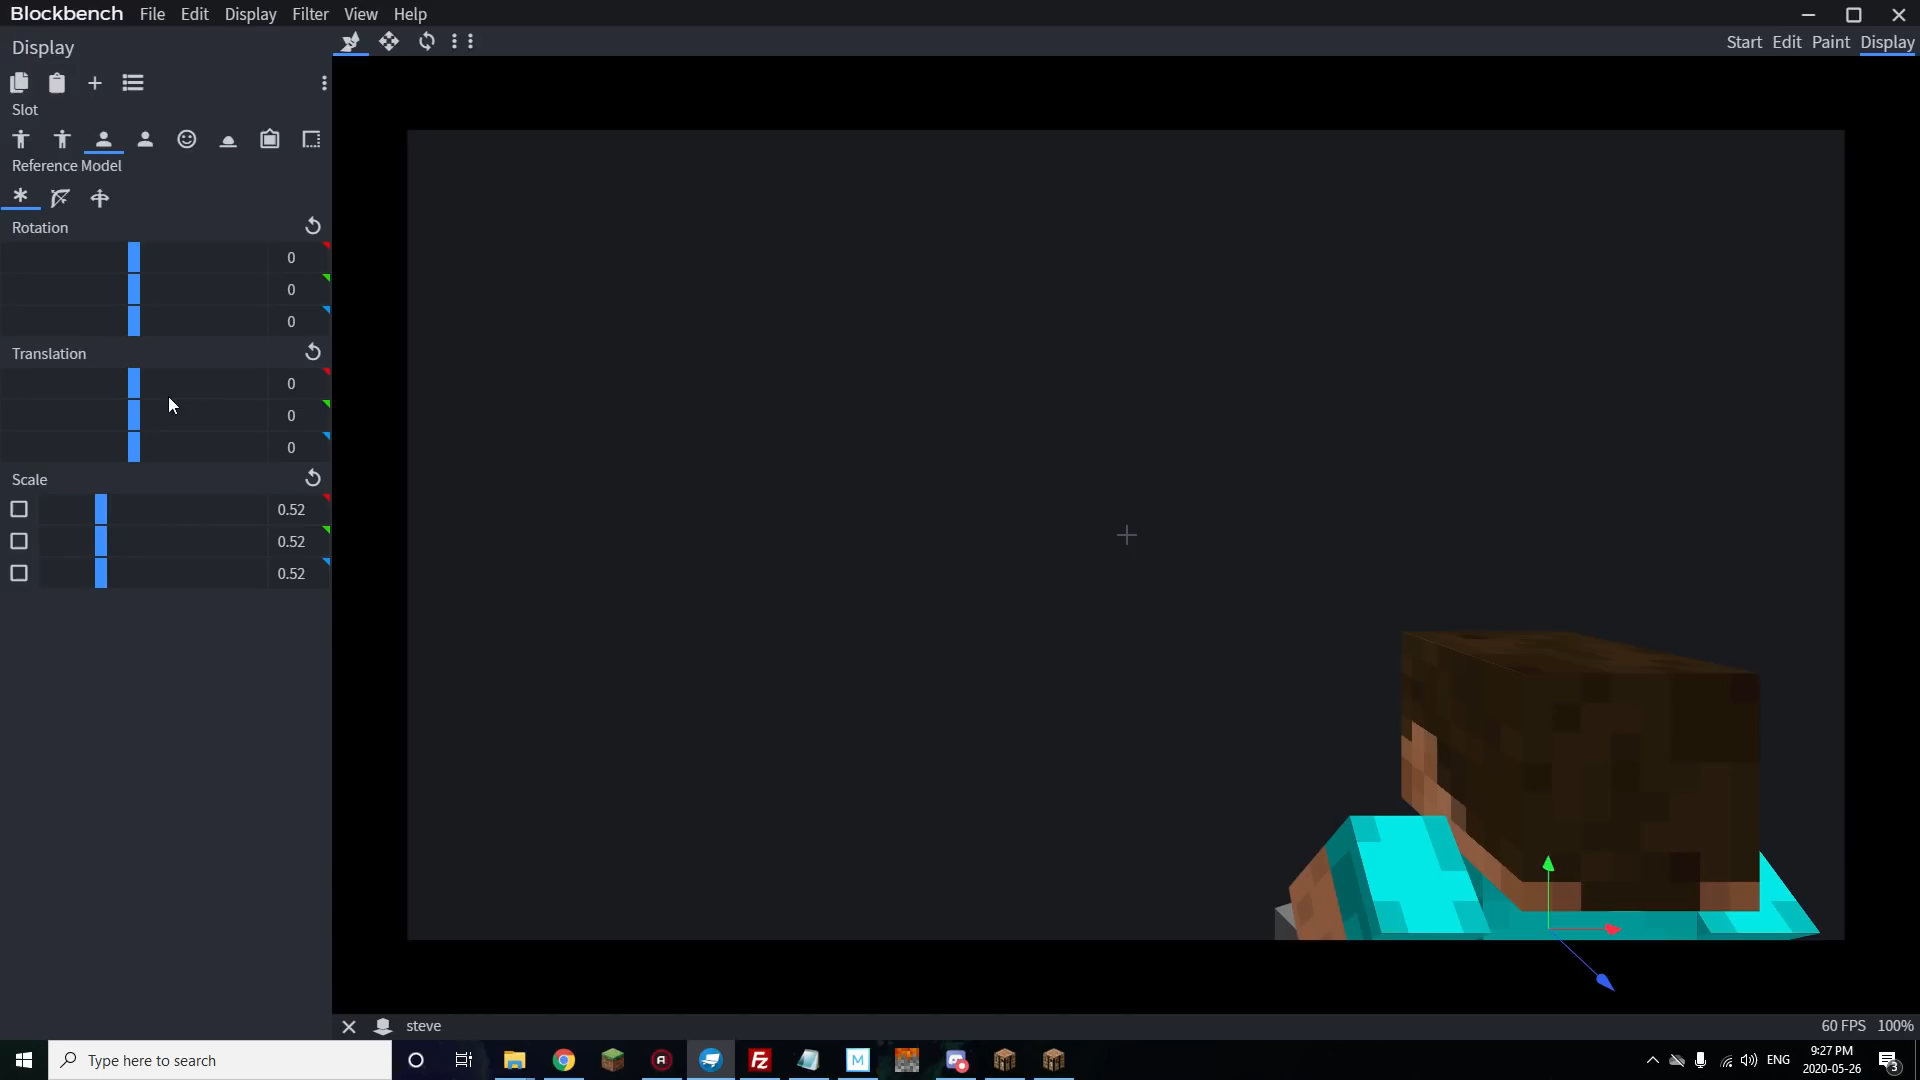 Blockbench File Edit Display Filter View Help
Display
Start Edit Paint Display
Slot
Reference Model
Rotation
0
0
0
Translation
0
0
0
Scale
0.52
0.52
0.52
steve
60 FPS 100%
Type here to search
Fz
M
ENG
9:27 PM
2020-05-26
3